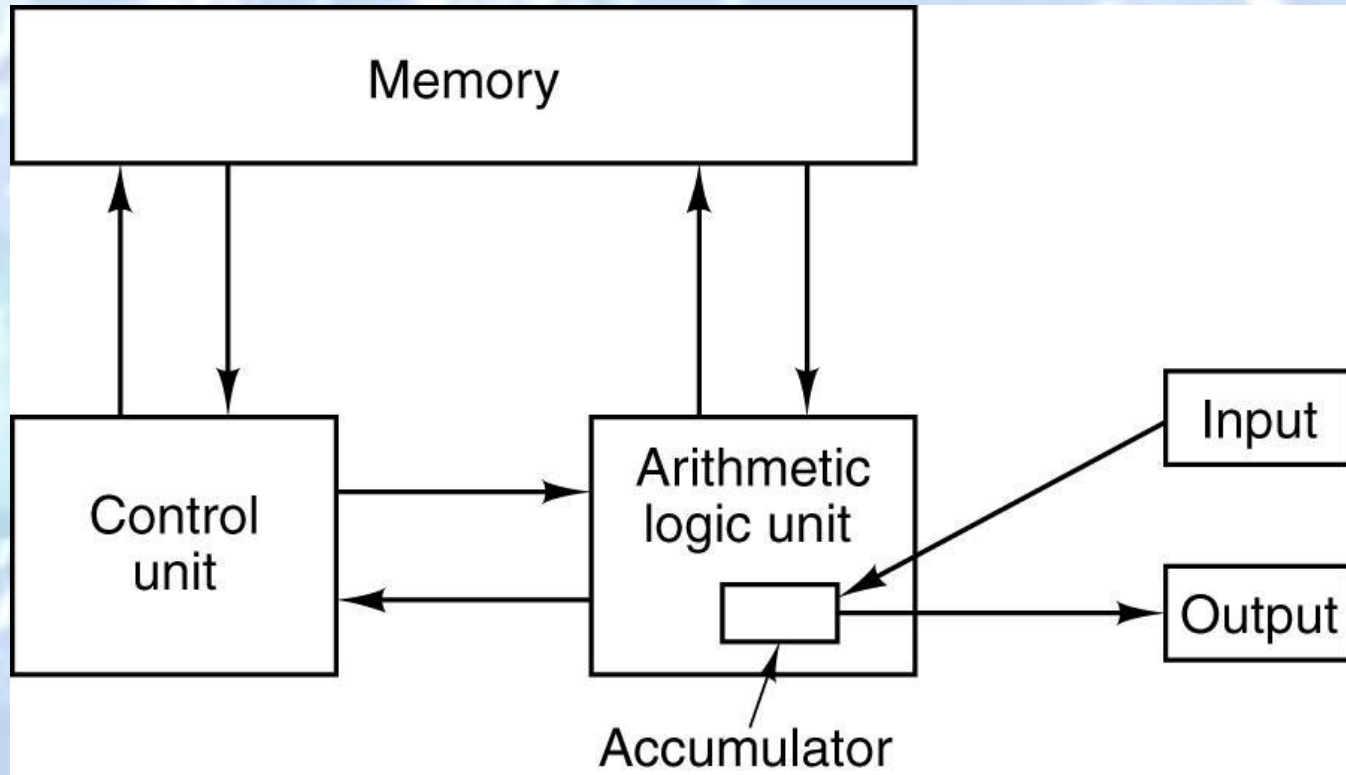 Memory
Control
unit
Arithmetic
logic unit
Input
Output
Accumulator